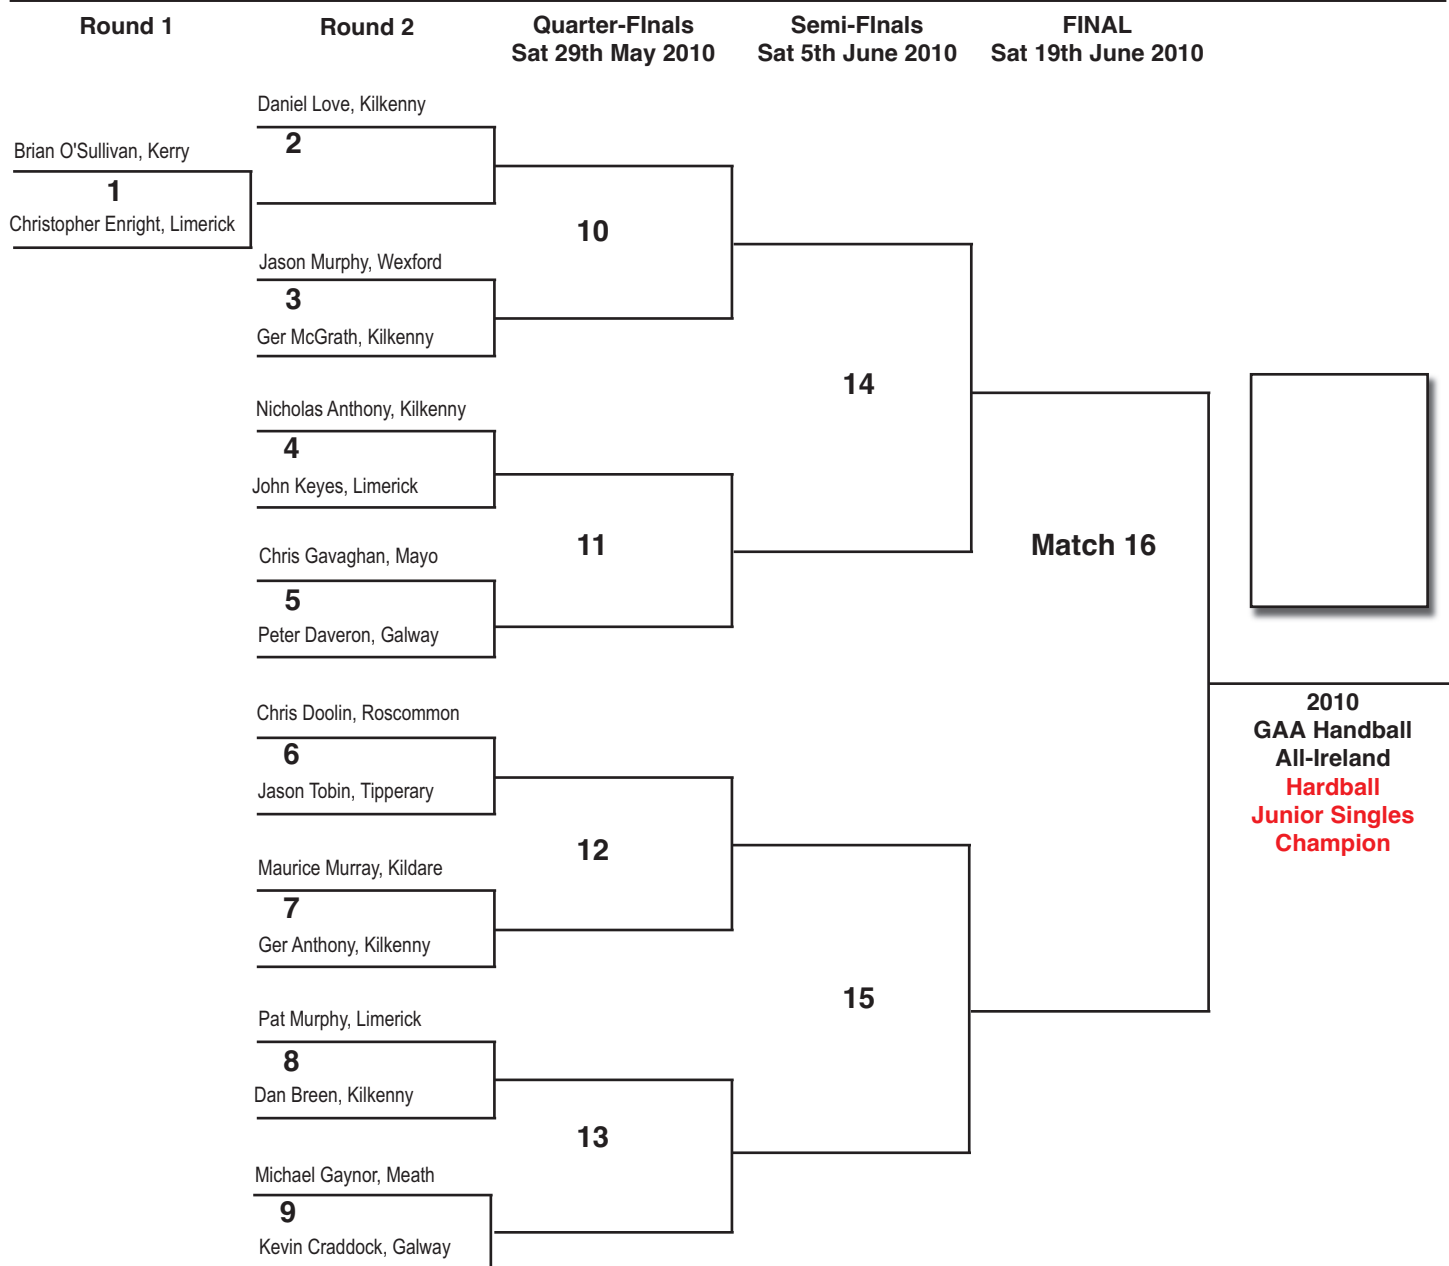 Round 1
Round 2
Quarter-FInals
Sat 29th May 2010
Semi-FInals
Sat 5th June 2010
FINAL
Sat 19th June 2010
Brian O'Sullivan, Kerry
1
Christopher Enright, Limerick
Daniel Love, Kilkenny
2
Jason Murphy, Wexford
3
Ger McGrath, Kilkenny
Nicholas Anthony, Kilkenny
4
John Keyes, Limerick
Chris Gavaghan, Mayo
5
Peter Daveron, Galway
Chris Doolin, Roscommon
6
Jason Tobin, Tipperary
Maurice Murray, Kildare
7
Ger Anthony, Kilkenny
Pat Murphy, Limerick
8
Dan Breen, Kilkenny
Michael Gaynor, Meath
9
Kevin Craddock, Galway
10
11
12
13
14
15
Match 16
2010
GAA Handball
All-Ireland
Hardball
Junior Singles
Champion